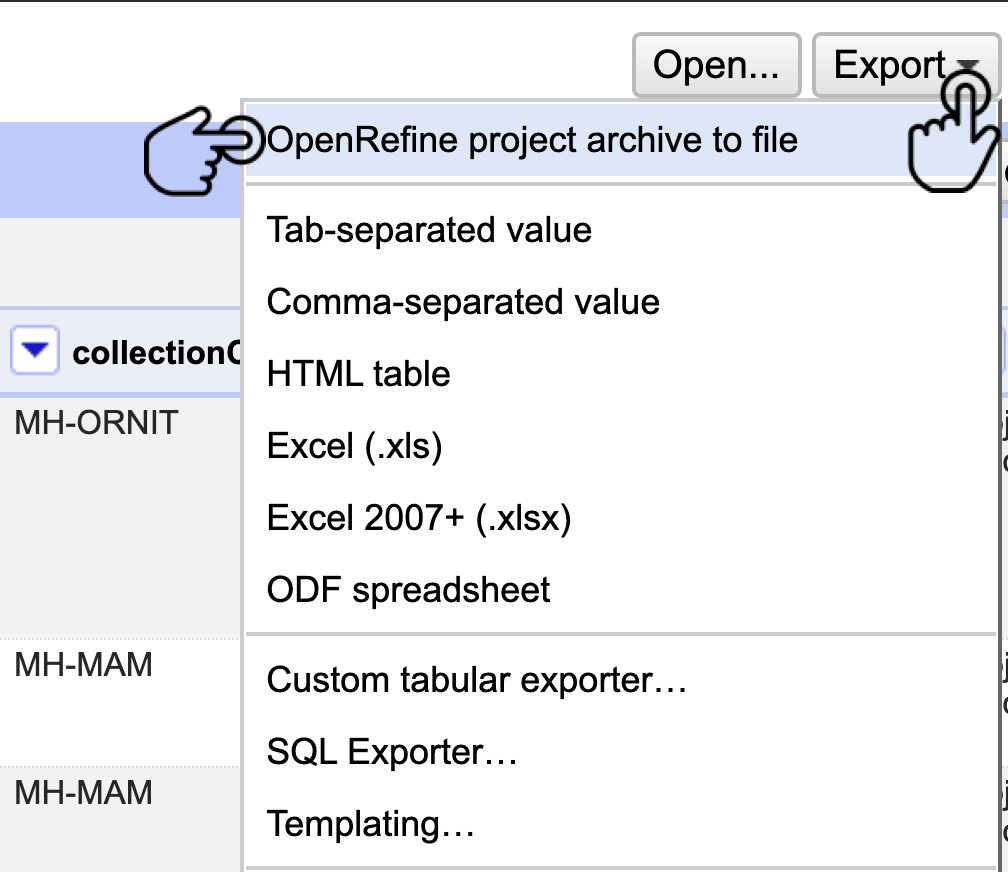 Open... Export
OpenRefine project archive to file
Tab-separated value
Comma-separated value
HTML table
collection
Excel (.xls)
MH-ORNIT
Excel 2007+ (.xlsx)
ODF spreadsheet
MH-MAM
Custom tabular exporter…
SQL Exporter…
MH-MAM
Templating…